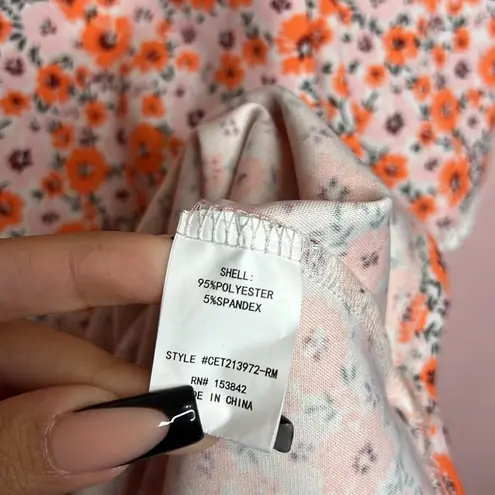 SHELL:
95%POLYESTER
5%SPANDEX
STYLE #CET213972-RM
RN# 153842
DE IN CHINA